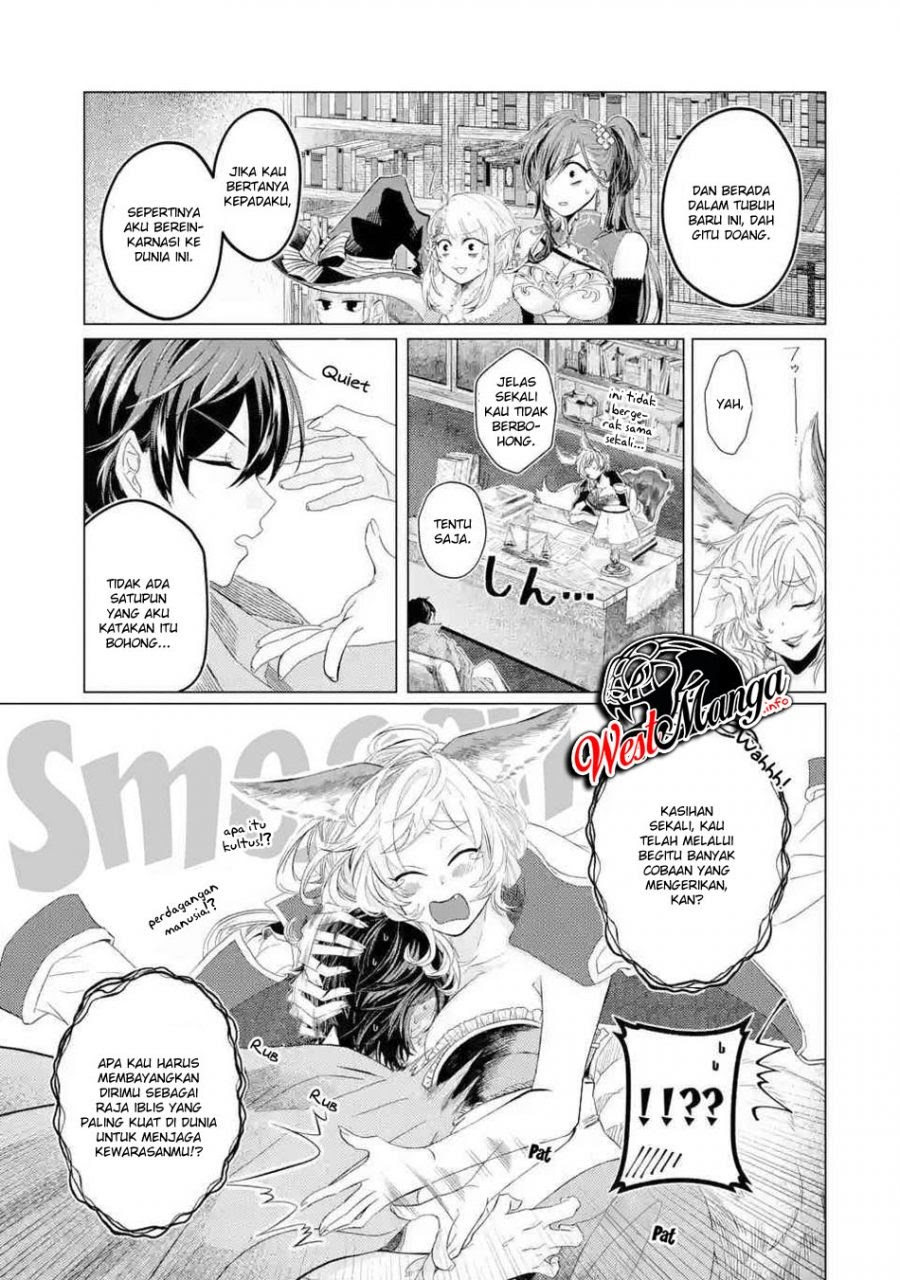 DAN BERADA
DALAM TUBUH
BARU INI, DAH
GITU DOANG.
JIKA KAU
BERTANYA
KEPADAKU,
SEPERTINYA
AKU BEREIN-
KARNASI KE
DUNIA INI.
フッ...
YAH,
ini tidak
berge-
rak sama
sekali...
JELAS
SEKALI
KAU TIDAK
BERBO-
HONG.
TENTU
SAJA.
しん...
Quiet
TIDAK ADA
SATUPUN
YANG AKU
KATAKAN ITU
BOHONG...
WestManga
.info
Wahhh!
KASIHAN
SEKALI, KAU
TELAH MELALUI
BEGITU BANYAK
COBAAN YANG
MENGERIKAN,
KAN?
apa itu
kultus!?
perdagangan
manusia!?
!!??
Rub
Rub
APA KAU HARUS
MEMBAYANGKAN
DIRIMU SEBAGAI
RAJA IBLIS YANG
PALING KUAT DI DUNIA
UNTUK MENJAGA
KEWARASANMU!?
Pat
Pat